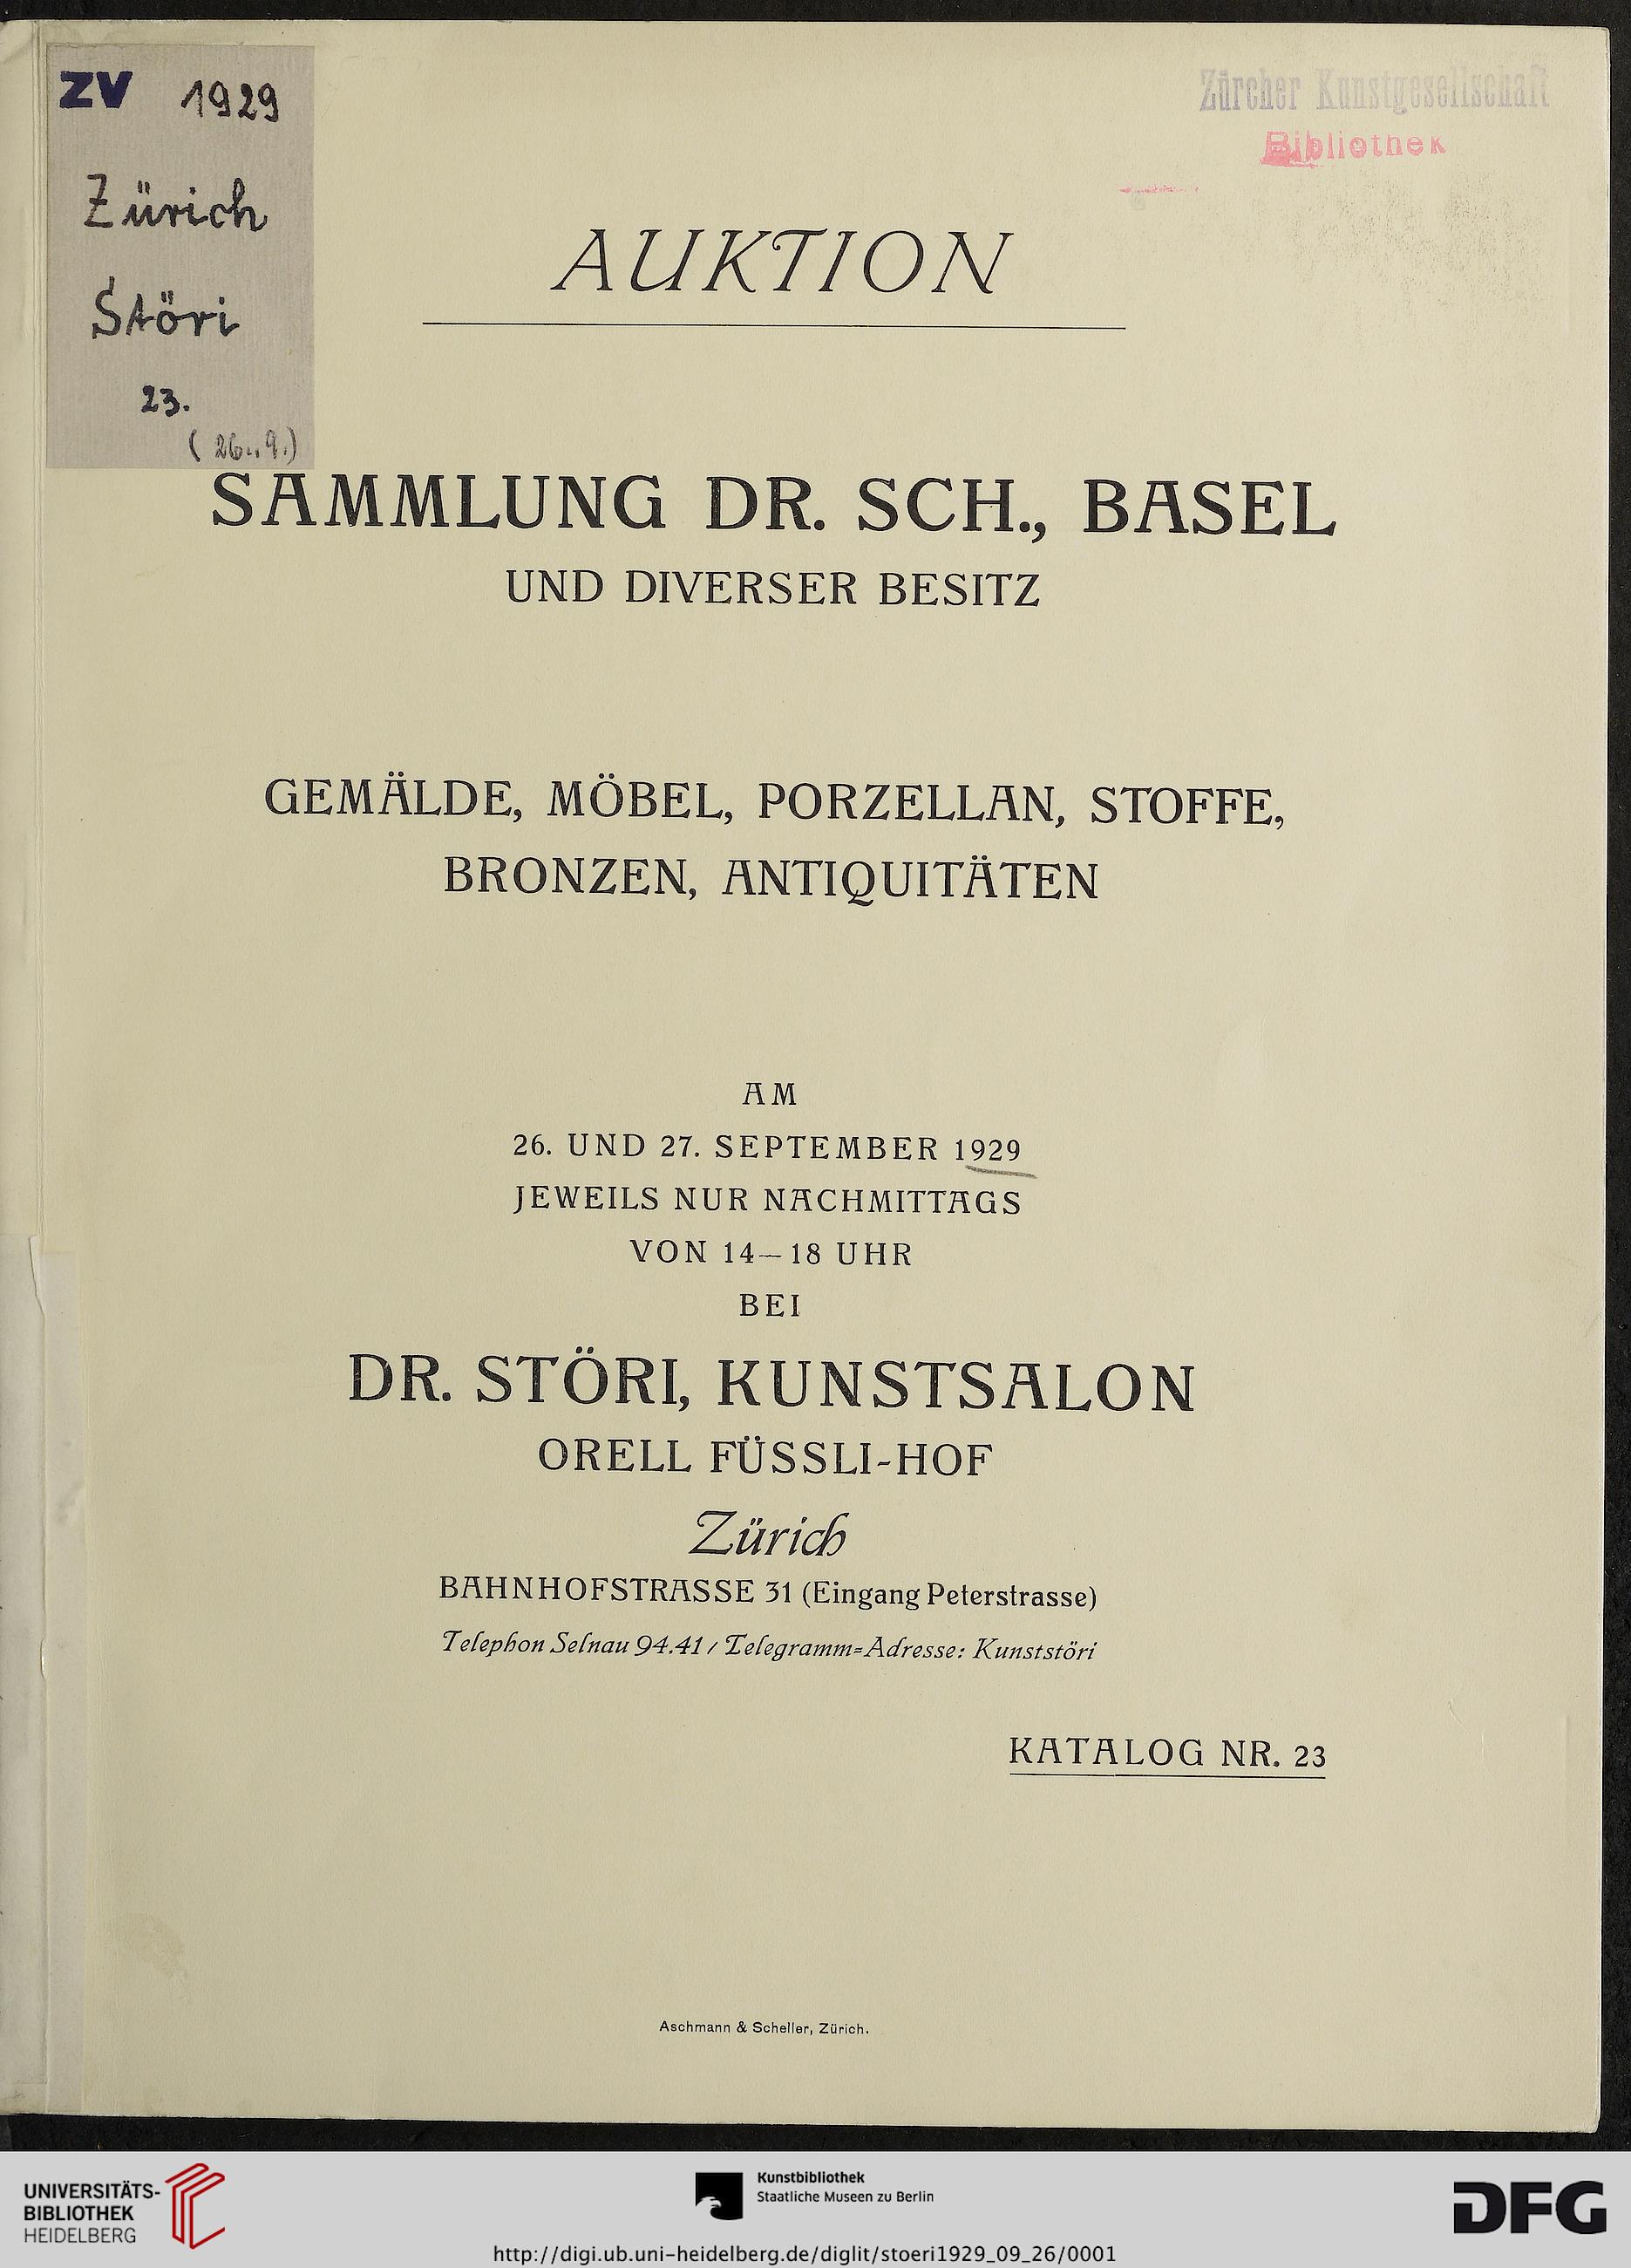 ZV 1929
Zürich
Störi
23.
(26..9.)
Zürcher Kunstgesellschaft
Bibliothek
AUKTION
SAMMLUNG DR. SCH., BASEL
UND DIVERSER BESITZ
GEMÄLDE, MÖBEL, PORZELLAN, STOFFE,
BRONZEN, ANTIQUITÄTEN
AM
26. UND 27. SEPTEMBER 1929
JEWEILS NUR NACHMITTAGS
VON 14—18 UHR
BEI
DR. STÖRI, KUNSTSALON
ORELL FÜSSLI-HOF
Zürich
BAHNHOFSTRASSE 31 (Eingang Peterstrasse)
Telephon Selnau 94.41 / Telegramm=Adresse: Kunststöri
KATALOG NR. 23
Aschmann & Scheller, Zürich.
UNIVERSITÄTS-
BIBLIOTHEK
HEIDELBERG
Kunstbibliothek
Staatliche Museen zu Berlin
DFG
http://digi.ub.uni-heidelberg.de/diglit/stoeri1929_09_26/0001